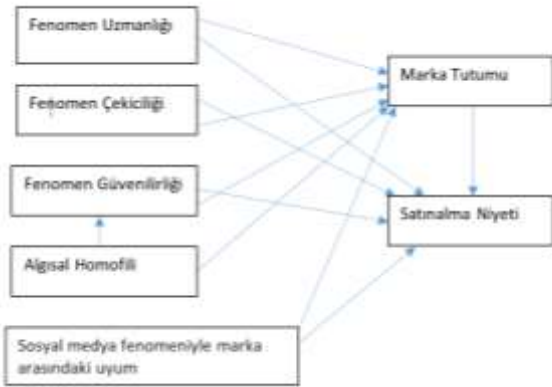 Fenomen Uzmanlığı
Marka Tutumu
Fenomen Çekiciliği
Fenomen Güvenilirliği
Satınalma Niyeti
Algısal Homofili
Sosyal medya fenomeniyle marka
arasındaki uyum